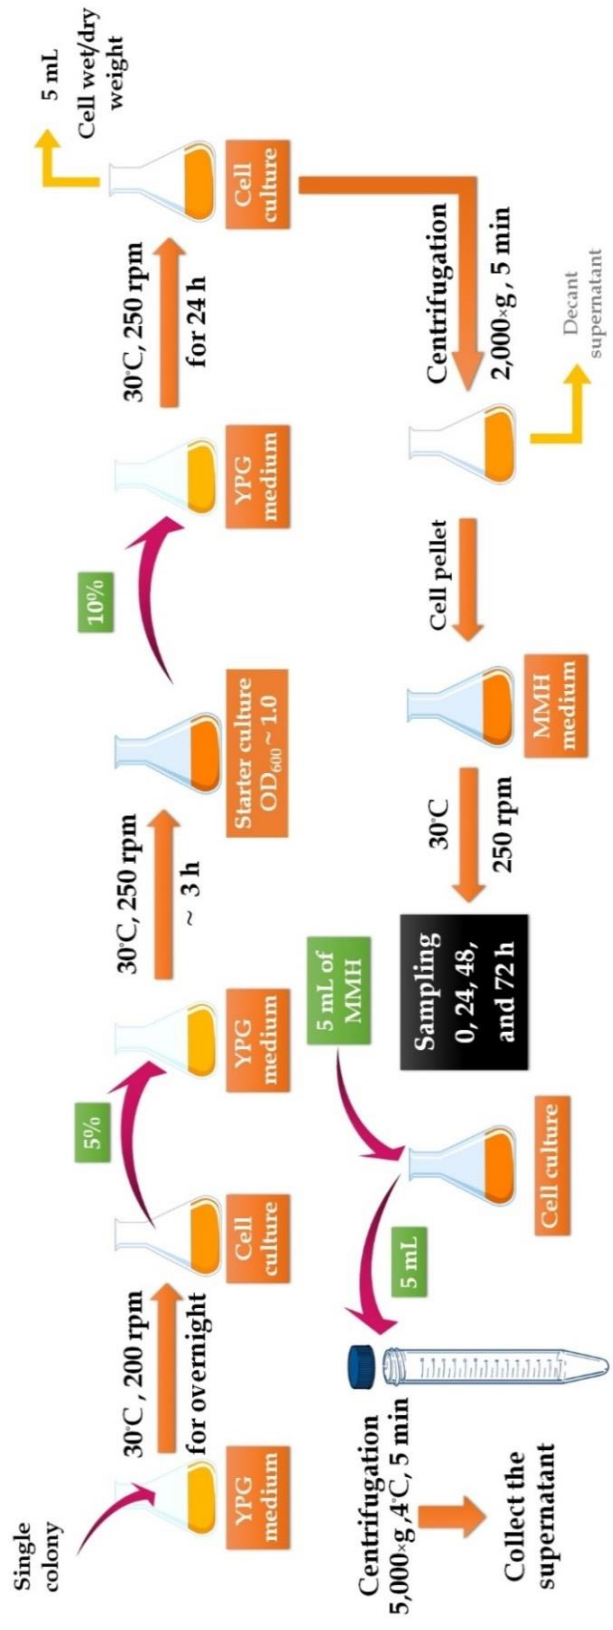 Single
colony
YPG
medium
30°C, 200 rpm
for overnight
Cell
culture
5%
YPG
medium
30°C, 250 rpm
~ 3 h
Starter culture
OD₆₀₀ ~ 1.0
10%
YPG
medium
30°C, 250 rpm
for 24 h
Cell
culture
5 mL
Cell wet/dry
weight
Centrifugation
2,000×g, 5 min
Decant
supernatant
Cell pellet
MMH
medium
30°C
250 rpm
Sampling
0, 24, 48,
and 72 h
5 mL of
MMH
Cell culture
5 mL
Centrifugation
5,000×g,4°C, 5 min
Collect the
supernatant